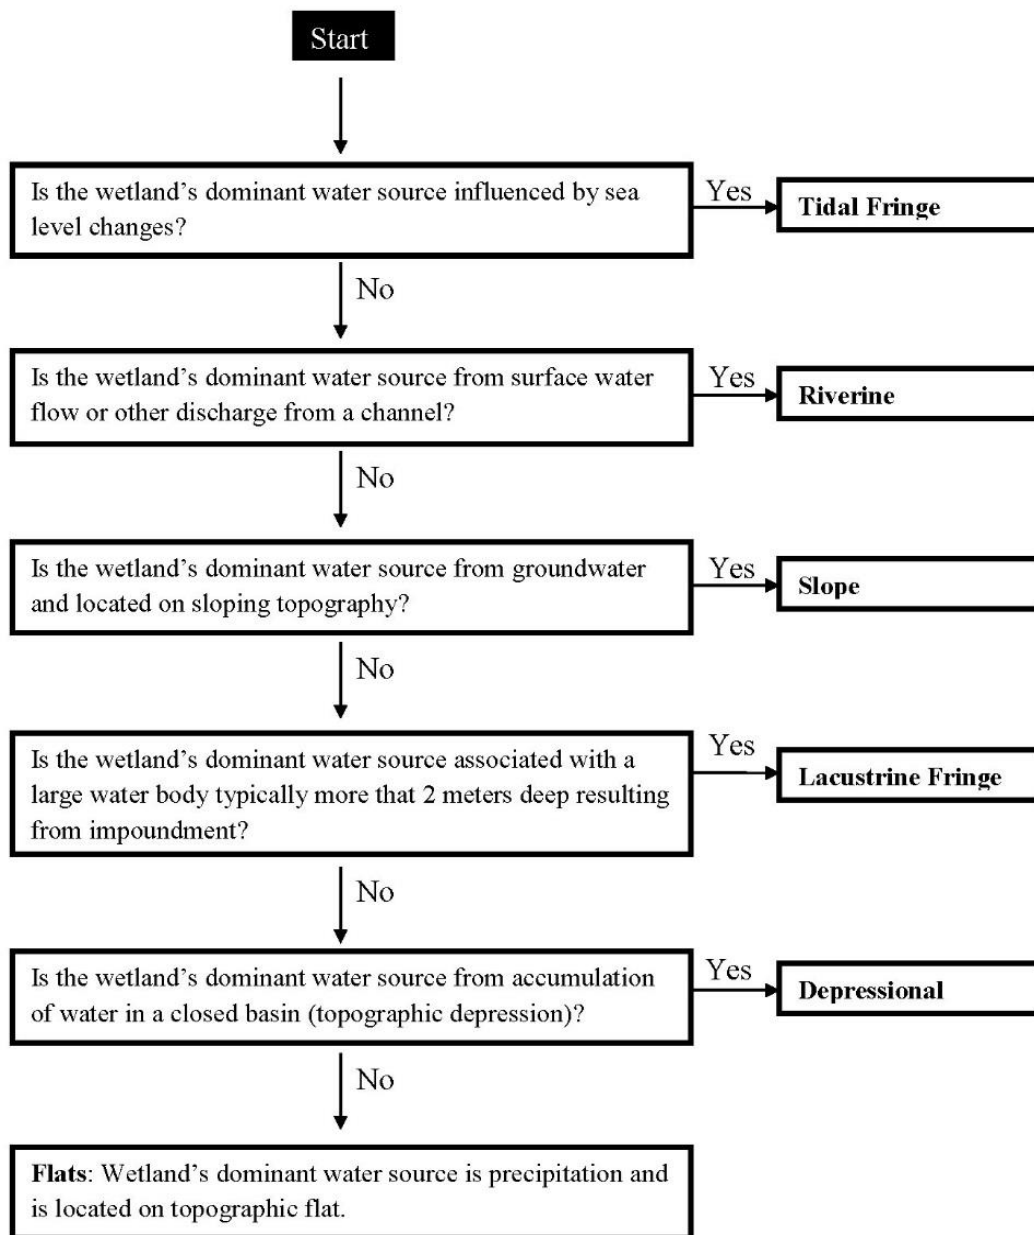 Start
Is the wetland’s dominant water source influenced by sea
level changes?
Yes
Tidal Fringe
No
Is the wetland’s dominant water source from surface water
flow or other discharge from a channel?
Yes
Riverine
No
Is the wetland’s dominant water source from groundwater
and located on sloping topography?
Yes
Slope
No
Is the wetland’s dominant water source associated with a
large water body typically more that 2 meters deep resulting
from impoundment?
Yes
Lacustrine Fringe
No
Is the wetland’s dominant water source from accumulation
of water in a closed basin (topographic depression)?
Yes
Depressional
No
Flats: Wetland’s dominant water source is precipitation and
is located on topographic flat.